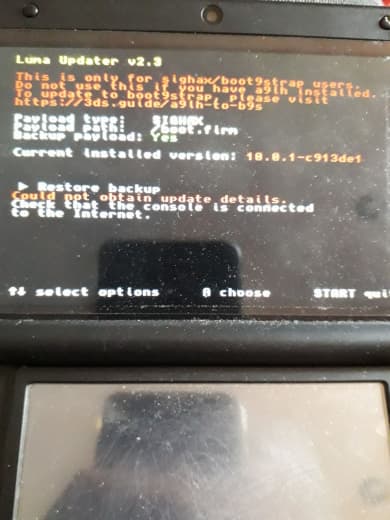 Luma Updater v2.3
This is only for sighax/boot9strap users.
Do not use this if you have a9lh installed.
To update to boot9strap, please visit
https://3ds.guide/a9lh-to-b9s
Payload type: SIGHAX
Payload path: /boot.firm
Backup payload: Yes
Current installed version: 10.0.1-c913de1
▶ Restore backup
Could not obtain update details.
Check that the console is connected
to the Internet.
↑↓ select options A choose START quit